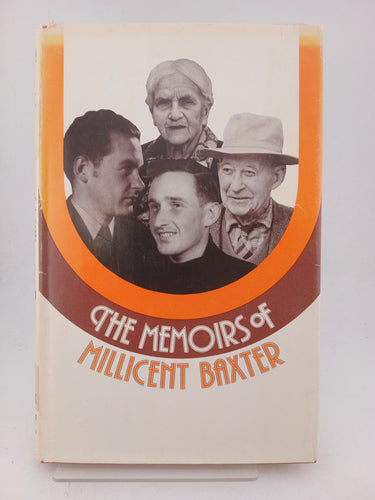 THE MEMOIRS OF
MILLICENT BAXTER